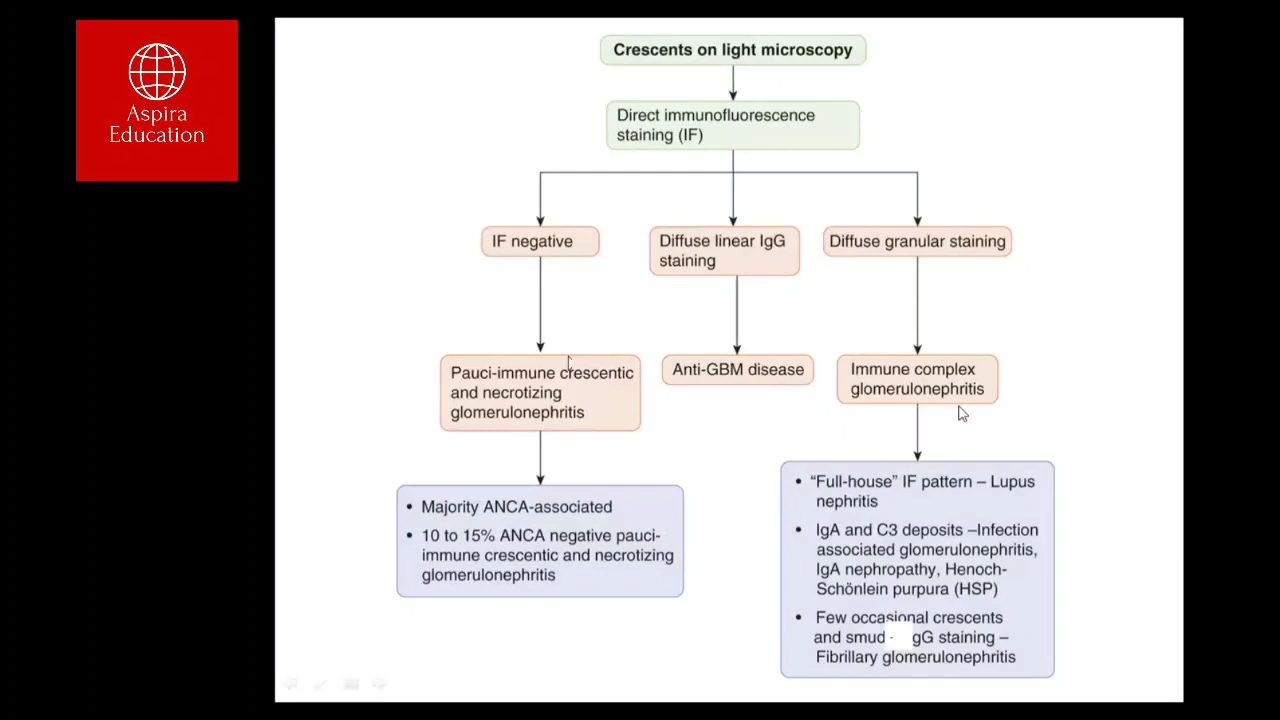 Aspira
Education
Crescents on light microscopy
Direct immunofluorescence
staining (IF)
IF negative
Diffuse linear IgG
staining
Diffuse granular staining
Pauci-immune crescentic
and necrotizing
glomerulonephritis
Anti-GBM disease
Immune complex
glomerulonephritis
• Majority ANCA-associated
• 10 to 15% ANCA negative pauci-
immune crescentic and necrotizing
glomerulonephritis
• “Full-house” IF pattern – Lupus
nephritis
• IgA and C3 deposits –Infection
associated glomerulonephritis,
IgA nephropathy, Henoch-
Schönlein purpura (HSP)
• Few occasional crescents
and staining –
Fibrillary glomerulonephritis